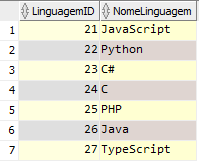 LinguagemID NomeLinguagem
1 21 JavaScript
2 22 Python
3 23 C#
4 24 C
5 25 PHP
6 26 Java
7 27 TypeScript